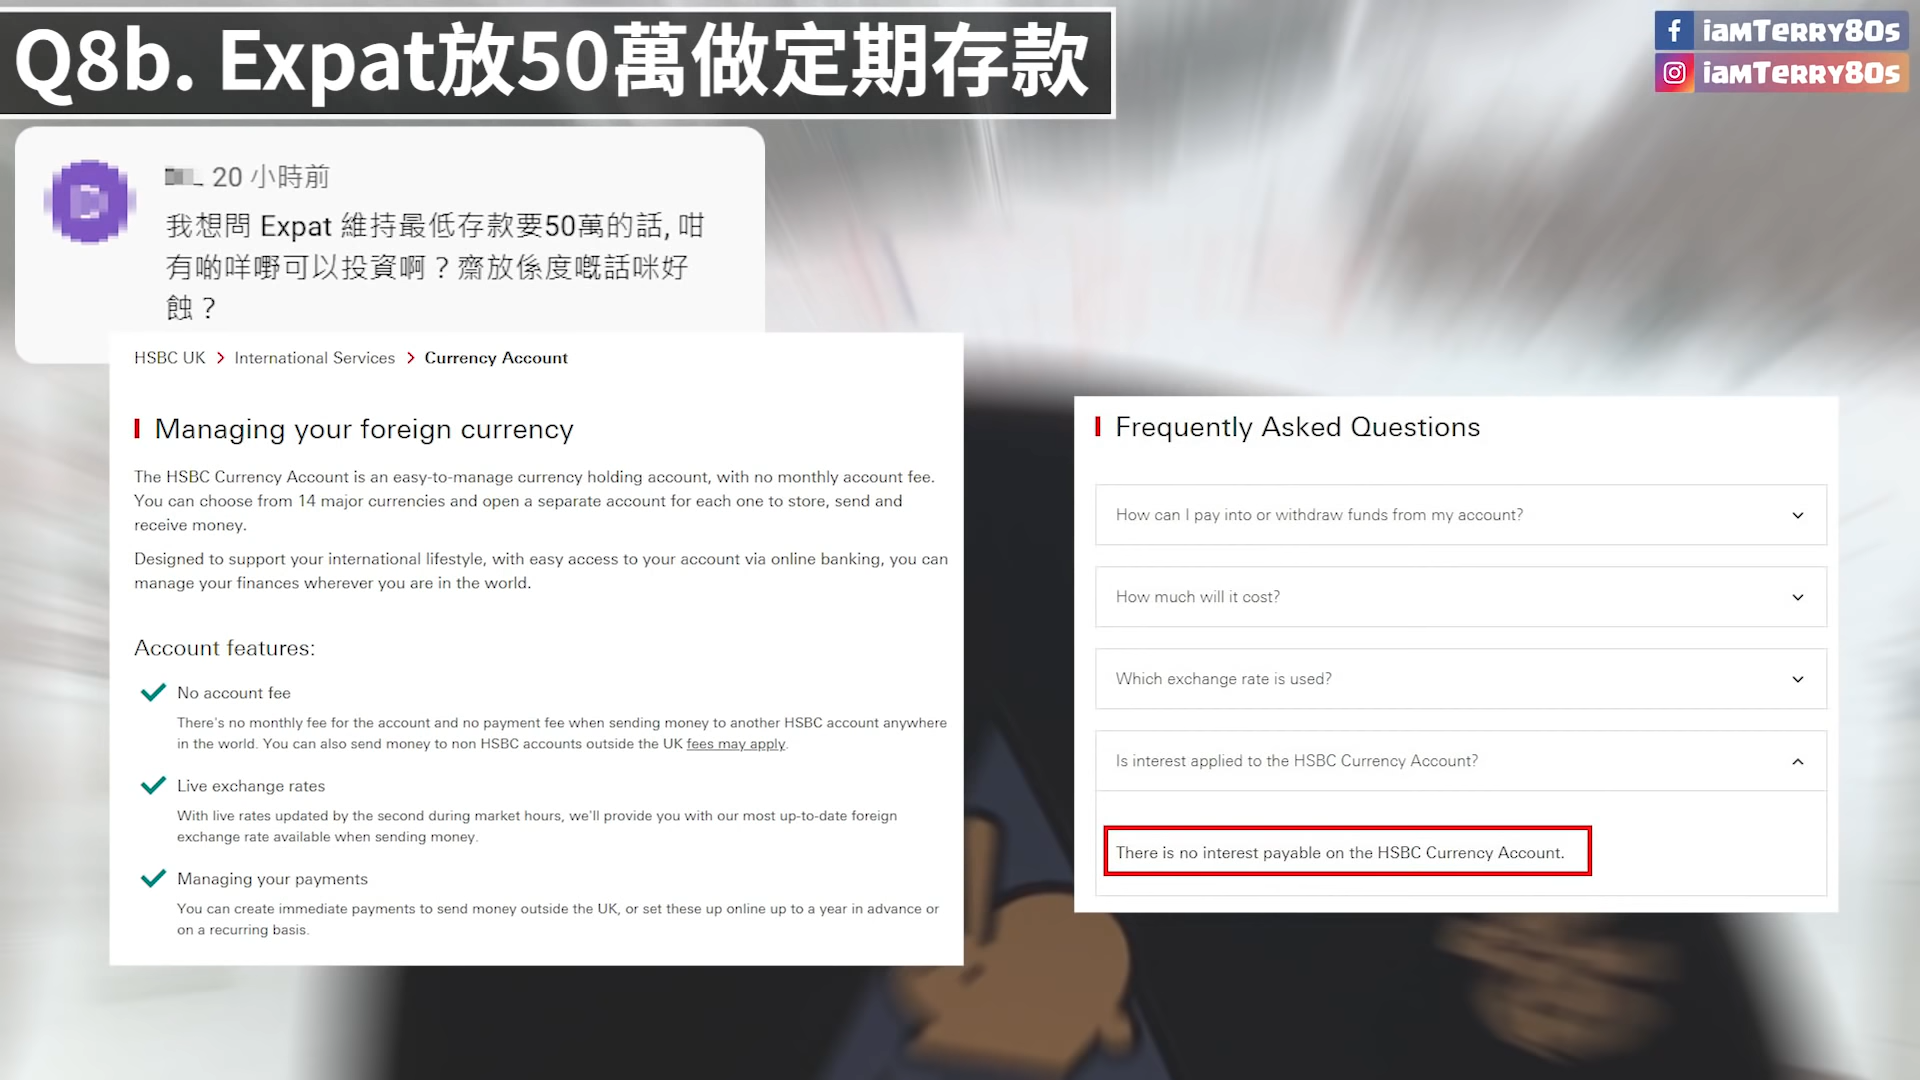 Q8b. Expat放50萬做定期存款
iamTerry80s
iamTerry80s
20 小時前
我想問 Expat 維持最低存款要50萬的話, 咁
有啲咩嘢可以投資啊？齋放係度嘅話咪好
蝕？
HSBC UK > International Services > Currency Account
Managing your foreign currency
The HSBC Currency Account is an easy-to-manage currency holding account, with no monthly account fee.
You can choose from 14 major currencies and open a separate account for each one to store, send and
receive money.
Designed to support your international lifestyle, with easy access to your account via online banking, you can
manage your finances wherever you are in the world.
Account features:
No account fee
There's no monthly fee for the account and no payment fee when sending money to another HSBC account anywhere
in the world. You can also send money to non HSBC accounts outside the UK fees may apply.
Live exchange rates
With live rates updated by the second during market hours, we'll provide you with our most up-to-date foreign
exchange rate available when sending money.
Managing your payments
You can create immediate payments to send money outside the UK, or set these up online up to a year in advance or
on a recurring basis.
Frequently Asked Questions
How can I pay into or withdraw funds from my account?
How much will it cost?
Which exchange rate is used?
Is interest applied to the HSBC Currency Account?
There is no interest payable on the HSBC Currency Account.